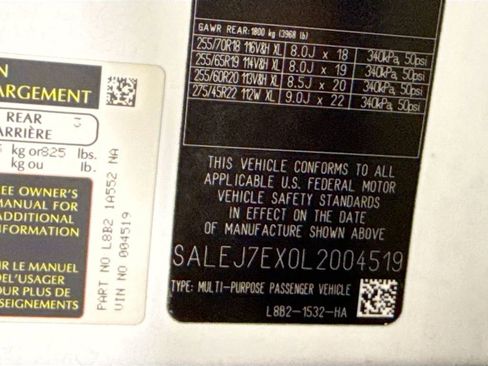 GAWR REAR: 1800 kg (3968 lb)
255/70R18 116V&H XL 8.0J x 18 340kPa, 50psi
255/65R19 114V&H XL 8.0J x 19 340kPa, 50psi
255/60R20 113V&H XL 8.5J x 20 340kPa, 50psi
275/45R22 112W XL 9.0J x 22 340kPa, 50psi
THIS VEHICLE CONFORMS TO ALL
APPLICABLE U.S. FEDERAL MOTOR
VEHICLE SAFETY STANDARDS
IN EFFECT ON THE DATE
OF MANUFACTURE SHOWN ABOVE
SALEJ7EX0L2004519
TYPE: MULTI-PURPOSE PASSENGER VEHICLE
L8B2-1532-HA
N
ARGEMENT
REAR 3
ARRIÈRE
kg or 825 lbs.
kg ou lb.
EE OWNER'S
MANUAL FOR
ADDITIONAL
NFORMATION
IR LE MANUEL
DE L'USAGER
OUR PLUS DE
SEIGNEMENTS
PART NO L8B2 1A552 NA
VIN NO 004519